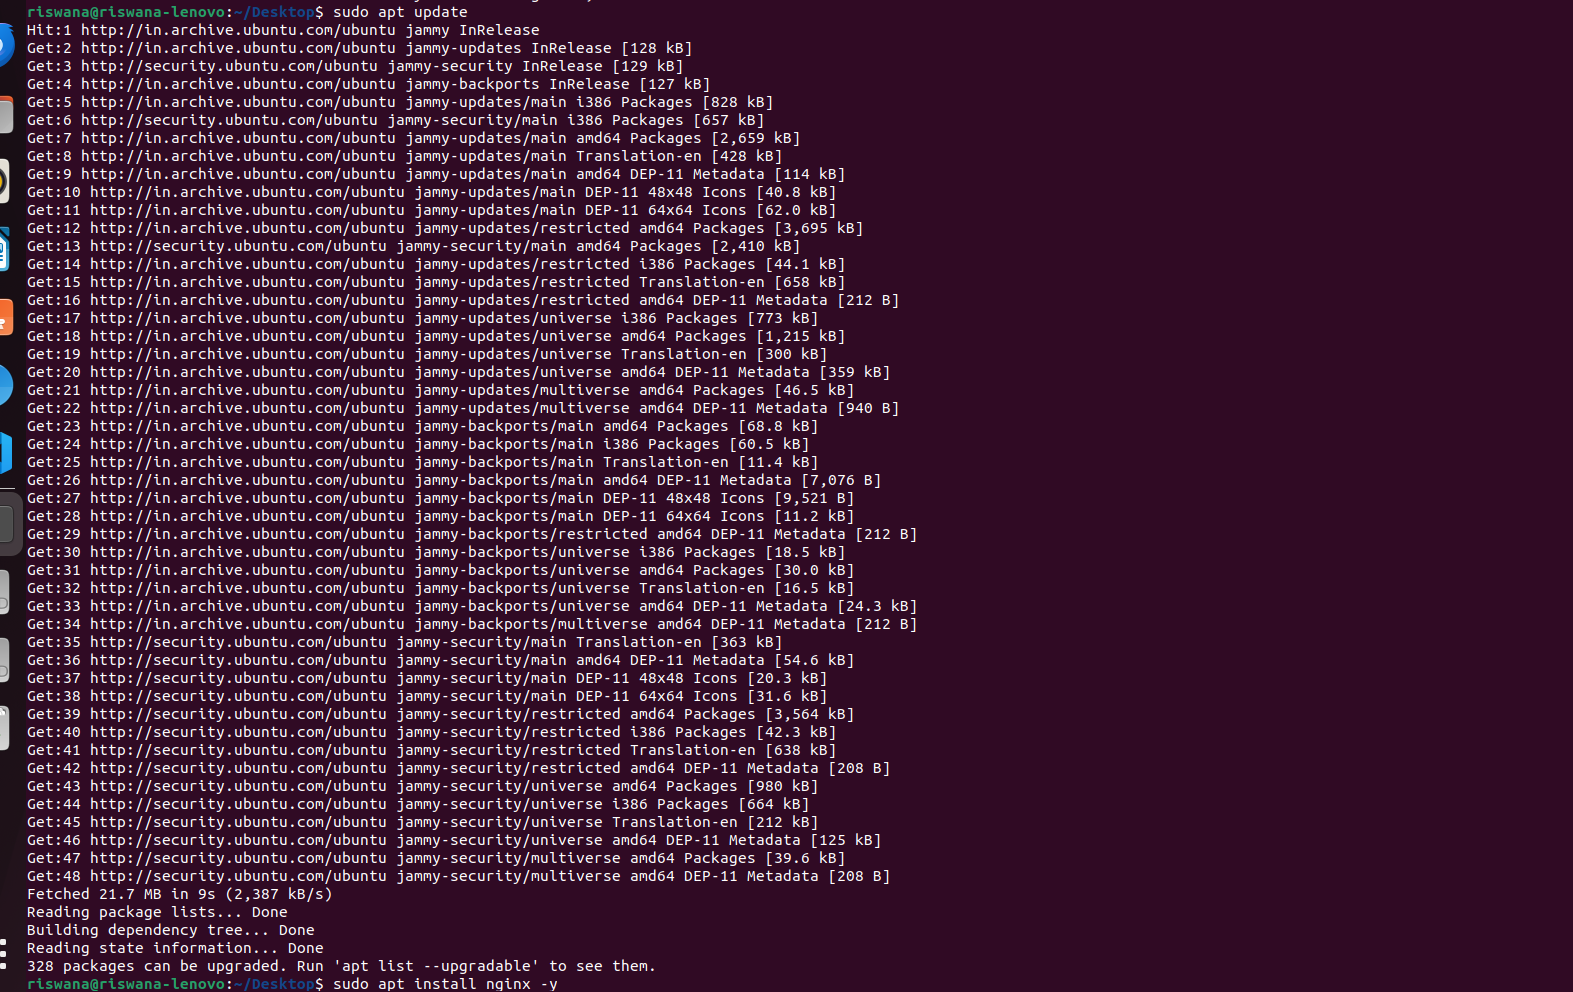 riswana@riswana-lenovo:~/Desktop$ sudo apt update
Hit:1 http://in.archive.ubuntu.com/ubuntu jammy InRelease
Get:2 http://in.archive.ubuntu.com/ubuntu jammy-updates InRelease [128 kB]
Get:3 http://security.ubuntu.com/ubuntu jammy-security InRelease [129 kB]
Get:4 http://in.archive.ubuntu.com/ubuntu jammy-backports InRelease [127 kB]
Get:5 http://in.archive.ubuntu.com/ubuntu jammy-updates/main i386 Packages [828 kB]
Get:6 http://security.ubuntu.com/ubuntu jammy-security/main i386 Packages [657 kB]
Get:7 http://in.archive.ubuntu.com/ubuntu jammy-updates/main amd64 Packages [2,659 kB]
Get:8 http://in.archive.ubuntu.com/ubuntu jammy-updates/main Translation-en [428 kB]
Get:9 http://in.archive.ubuntu.com/ubuntu jammy-updates/main amd64 DEP-11 Metadata [114 kB]
Get:10 http://in.archive.ubuntu.com/ubuntu jammy-updates/main DEP-11 48x48 Icons [40.8 kB]
Get:11 http://in.archive.ubuntu.com/ubuntu jammy-updates/main DEP-11 64x64 Icons [62.0 kB]
Get:12 http://in.archive.ubuntu.com/ubuntu jammy-updates/restricted amd64 Packages [3,695 kB]
Get:13 http://security.ubuntu.com/ubuntu jammy-security/main amd64 Packages [2,410 kB]
Get:14 http://in.archive.ubuntu.com/ubuntu jammy-updates/restricted i386 Packages [44.1 kB]
Get:15 http://in.archive.ubuntu.com/ubuntu jammy-updates/restricted Translation-en [658 kB]
Get:16 http://in.archive.ubuntu.com/ubuntu jammy-updates/restricted amd64 DEP-11 Metadata [212 B]
Get:17 http://in.archive.ubuntu.com/ubuntu jammy-updates/universe i386 Packages [773 kB]
Get:18 http://in.archive.ubuntu.com/ubuntu jammy-updates/universe amd64 Packages [1,215 kB]
Get:19 http://in.archive.ubuntu.com/ubuntu jammy-updates/universe Translation-en [300 kB]
Get:20 http://in.archive.ubuntu.com/ubuntu jammy-updates/universe amd64 DEP-11 Metadata [359 kB]
Get:21 http://in.archive.ubuntu.com/ubuntu jammy-updates/multiverse amd64 Packages [46.5 kB]
Get:22 http://in.archive.ubuntu.com/ubuntu jammy-updates/multiverse amd64 DEP-11 Metadata [940 B]
Get:23 http://in.archive.ubuntu.com/ubuntu jammy-backports/main amd64 Packages [68.8 kB]
Get:24 http://in.archive.ubuntu.com/ubuntu jammy-backports/main i386 Packages [60.5 kB]
Get:25 http://in.archive.ubuntu.com/ubuntu jammy-backports/main Translation-en [11.4 kB]
Get:26 http://in.archive.ubuntu.com/ubuntu jammy-backports/main amd64 DEP-11 Metadata [7,076 B]
Get:27 http://in.archive.ubuntu.com/ubuntu jammy-backports/main DEP-11 48x48 Icons [9,521 B]
Get:28 http://in.archive.ubuntu.com/ubuntu jammy-backports/main DEP-11 64x64 Icons [11.2 kB]
Get:29 http://in.archive.ubuntu.com/ubuntu jammy-backports/restricted amd64 DEP-11 Metadata [212 B]
Get:30 http://in.archive.ubuntu.com/ubuntu jammy-backports/universe i386 Packages [18.5 kB]
Get:31 http://in.archive.ubuntu.com/ubuntu jammy-backports/universe amd64 Packages [30.0 kB]
Get:32 http://in.archive.ubuntu.com/ubuntu jammy-backports/universe Translation-en [16.5 kB]
Get:33 http://in.archive.ubuntu.com/ubuntu jammy-backports/universe amd64 DEP-11 Metadata [24.3 kB]
Get:34 http://in.archive.ubuntu.com/ubuntu jammy-backports/multiverse amd64 DEP-11 Metadata [212 B]
Get:35 http://security.ubuntu.com/ubuntu jammy-security/main Translation-en [363 kB]
Get:36 http://security.ubuntu.com/ubuntu jammy-security/main amd64 DEP-11 Metadata [54.6 kB]
Get:37 http://security.ubuntu.com/ubuntu jammy-security/main DEP-11 48x48 Icons [20.3 kB]
Get:38 http://security.ubuntu.com/ubuntu jammy-security/main DEP-11 64x64 Icons [31.6 kB]
Get:39 http://security.ubuntu.com/ubuntu jammy-security/restricted amd64 Packages [3,564 kB]
Get:40 http://security.ubuntu.com/ubuntu jammy-security/restricted i386 Packages [42.3 kB]
Get:41 http://security.ubuntu.com/ubuntu jammy-security/restricted Translation-en [638 kB]
Get:42 http://security.ubuntu.com/ubuntu jammy-security/restricted amd64 DEP-11 Metadata [208 B]
Get:43 http://security.ubuntu.com/ubuntu jammy-security/universe amd64 Packages [980 kB]
Get:44 http://security.ubuntu.com/ubuntu jammy-security/universe i386 Packages [664 kB]
Get:45 http://security.ubuntu.com/ubuntu jammy-security/universe Translation-en [212 kB]
Get:46 http://security.ubuntu.com/ubuntu jammy-security/universe amd64 DEP-11 Metadata [125 kB]
Get:47 http://security.ubuntu.com/ubuntu jammy-security/multiverse amd64 Packages [39.6 kB]
Get:48 http://security.ubuntu.com/ubuntu jammy-security/multiverse amd64 DEP-11 Metadata [208 B]
Fetched 21.7 MB in 9s (2,387 kB/s)
Reading package lists... Done
Building dependency tree... Done
Reading state information... Done
328 packages can be upgraded. Run 'apt list --upgradable' to see them.
riswana@riswana-lenovo:~/Desktop$ sudo apt install nginx -y